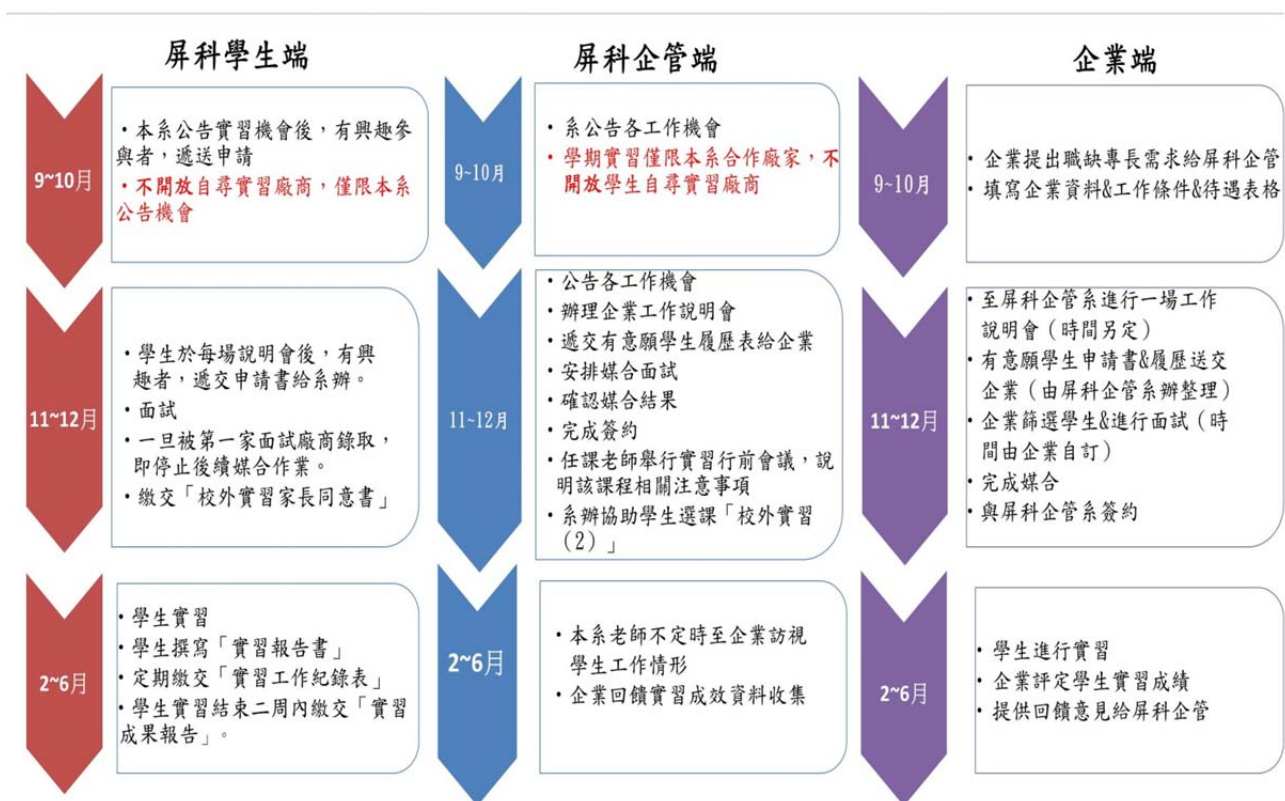 屏科學生端
9~10月
・本系公告實習機會後，有興趣參
與者，遞送申請
・不開放自尋實習廠商，僅限本系
公告機會
11~12月
・學生於每場說明會後，有興
趣者，遞交申請書給系辦。
・面試
・一旦被第一家面試廠商錄取，
即停止後續媒合作業。
・繳交「校外實習家長同意書」
2~6月
・學生實習
・學生撰寫「實習報告書」
・定期繳交「實習工作紀錄表」
・學生實習結束二周內繳交「實習
成果報告」。
屏科企管端
9~10月
・系公告各工作機會
・學期實習僅限本系合作廠家，不
開放學生自尋實習廠商
11~12月
・公告各工作機會
・辦理企業工作說明會
・遞交有意願學生履歷表給企業
・安排媒合面試
・確認媒合結果
・完成簽約
・任課老師舉行實習行前會議，說
明該課程相關注意事項
・系辦協助學生選課「校外實習
（2）」
2~6月
・本系老師不定時至企業訪視
學生工作情形
・企業回饋實習成效資料收集
企業端
9~10月
・企業提出職缺專長需求給屏科企管
・填寫企業資料&工作條件&待遇表格
11~12月
・至屏科企管系進行一場工作
說明會（時間另定）
・有意願學生申請書&履歷送交
企業（由屏科企管系辦整理）
・企業篩選學生&進行面試（時
間由企業自訂）
・完成媒合
・與屏科企管系簽約
2~6月
・學生進行實習
・企業評定學生實習成績
・提供回饋意見給屏科企管